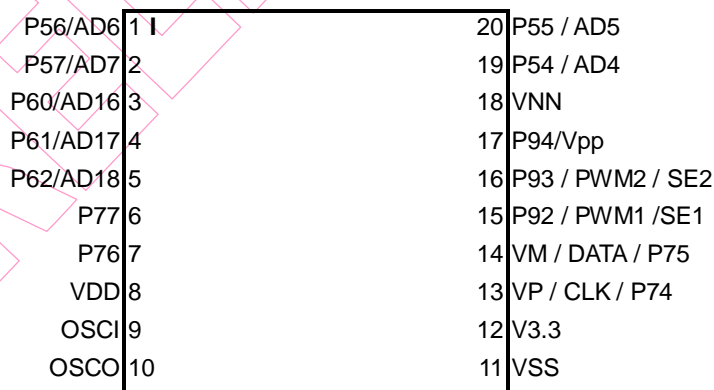 P56/AD6 1 I 20 P55 / AD5
P57/AD7 2 19 P54 / AD4
P60/AD16 3 18 VNN
P61/AD17 4 17 P94/Vpp
P62/AD18 5 16 P93 / PWM2 / SE2
P77 6 15 P92 / PWM1 /SE1
P76 7 14 VM / DATA / P75
VDD 8 13 VP / CLK / P74
OSCI 9 12 V3.3
OSCO 10 11 VSS